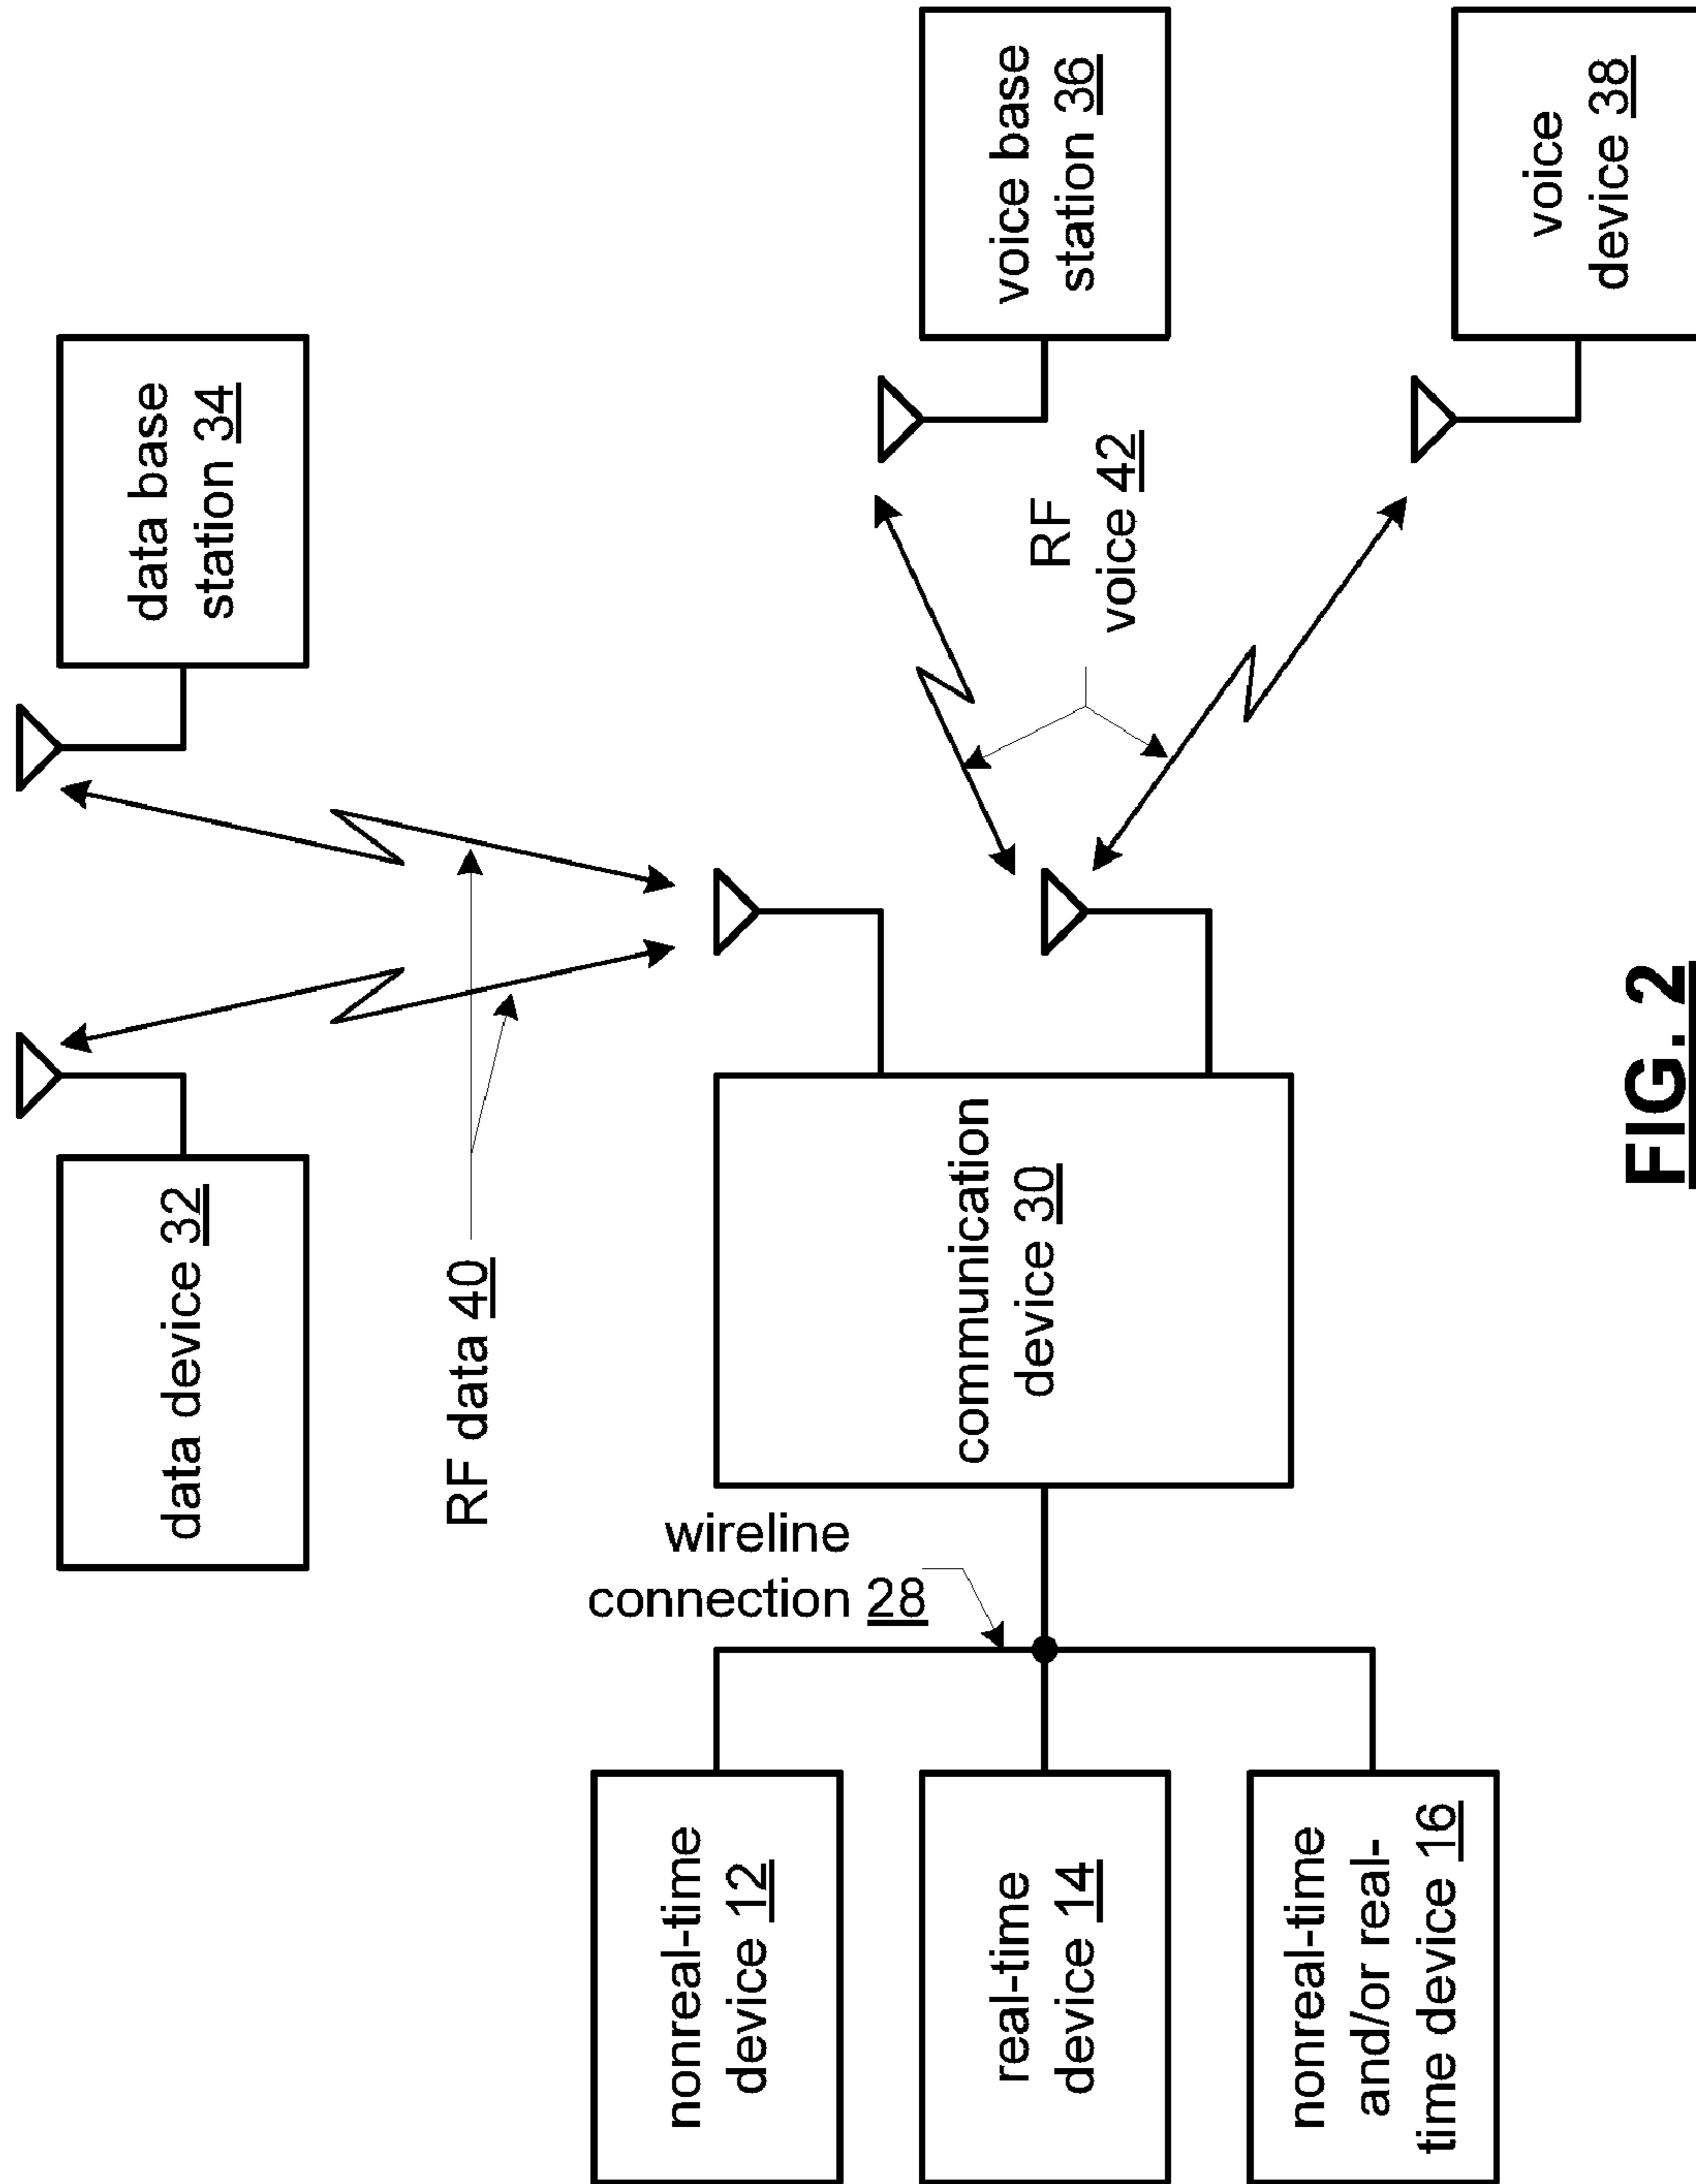 data device 32
data base
station 34
RF data 40
wireline
connection 28
communication
device 30
RF
voice 42
voice base
station 36
voice
device 38
nonreal-time
device 12
real-time
device 14
nonreal-time
and/or real-
time device 16
FIG. 2